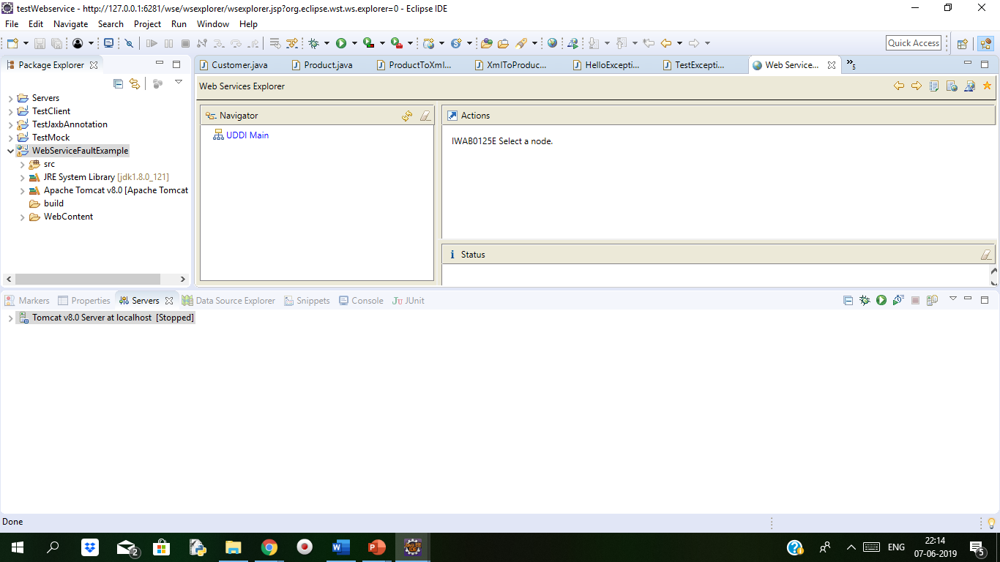 testWebservice - http://127.0.0.1:6281/wse/wsexplorer/wsexplorer.jsp?org.eclipse.wst.ws.explorer=0 - Eclipse IDE
File Edit Navigate Search Project Run Window Help
Quick Access
Package Explorer
Customer.java Product.java ProductToXml... XmlToProduc... HelloExcepti... TestExcepti... Web Service... »5
Web Services Explorer
Servers
TestClient
TestJaxbAnnotation
TestMock
WebServiceFaultExample
src
JRE System Library [jdk1.8.0_121]
Apache Tomcat v8.0 [Apache Tomcat
build
WebContent
Navigator
UDDI Main
Actions
IWAB0125E Select a node.
Status
Markers Properties Servers Data Source Explorer Snippets Console JUnit
Tomcat v8.0 Server at localhost [Stopped]
Done
2
ENG
22:14
07-06-2019
5